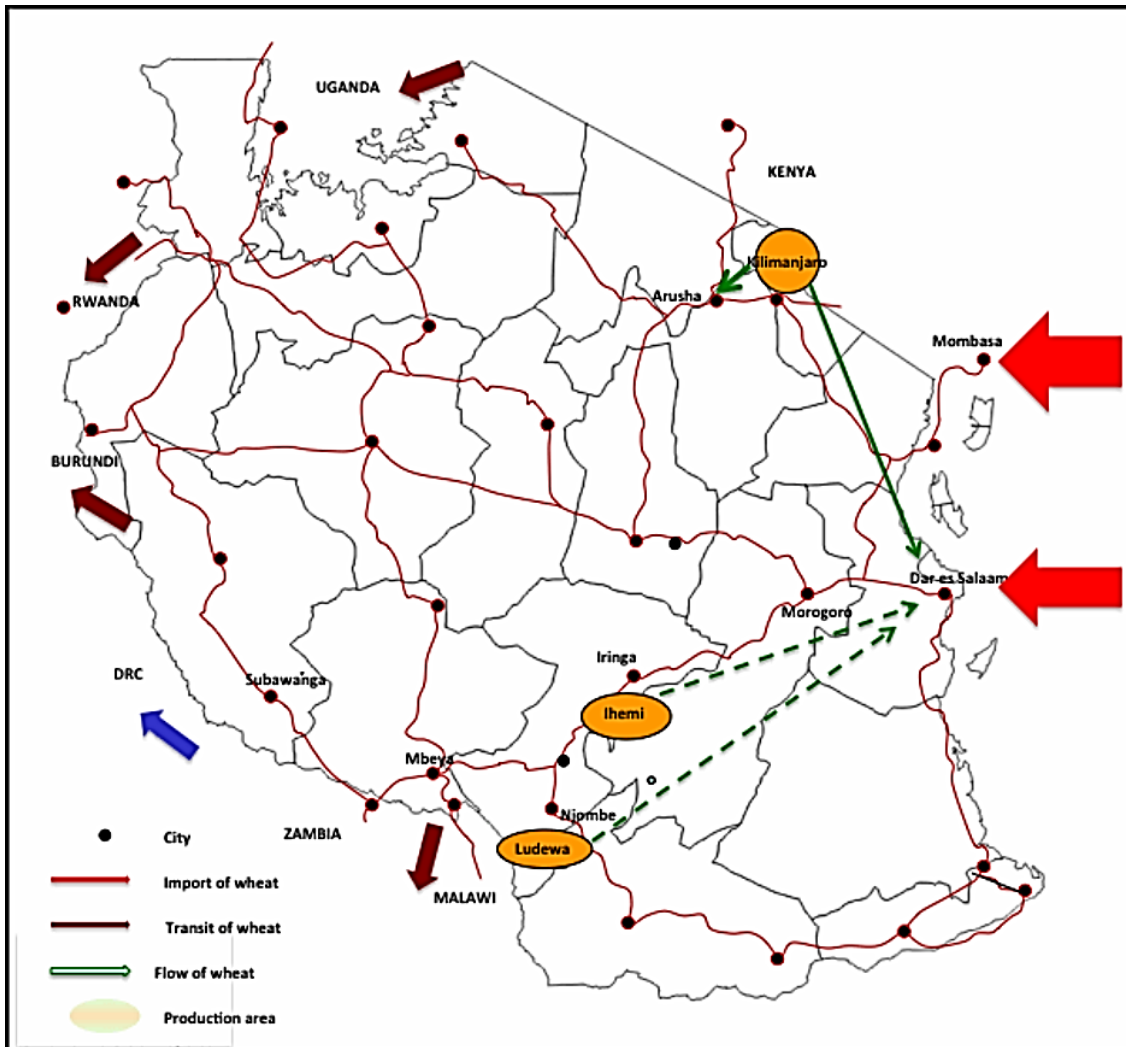 UGANDA
KENYA
Kilimanjaro
RWANDA
Arusha
Mombasa
BURUNDI
Dar es Salaam
Morogoro
Iringa
DRC
Subawanga
Ihemi
Mbeya
Njombe
ZAMBIA
Ludewa
MALAWI
City
Import of wheat
Transit of wheat
Flow of wheat
Production area